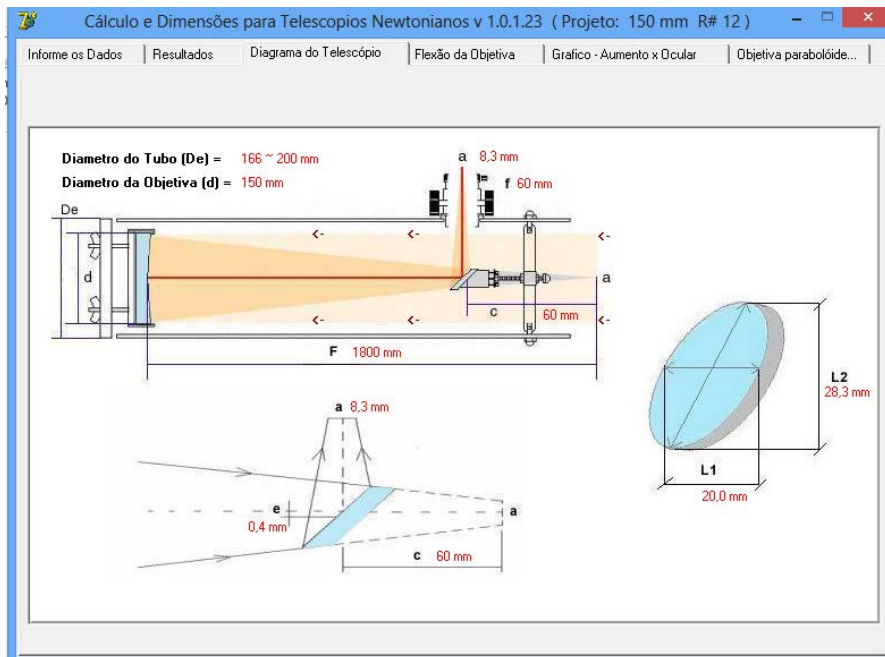 Cálculo e Dimensões para Telescopios Newtonianos v 1.0.1.23 ( Projeto: 150 mm R# 12 )
Informe os Dados
Resultados
Diagrama do Telescópio
Flexão da Objetiva
Grafico - Aumento x Ocular
Objetiva parabolóide...
Diametro do Tubo (De) = 166 ~ 200 mm
Diametro da Objetiva (d) = 150 mm
a 8,3 mm
f 60 mm
De
d
a
c 60 mm
F 1800 mm
L2
28,3 mm
L1
20,0 mm
a 8,3 mm
e
0,4 mm
a
c 60 mm